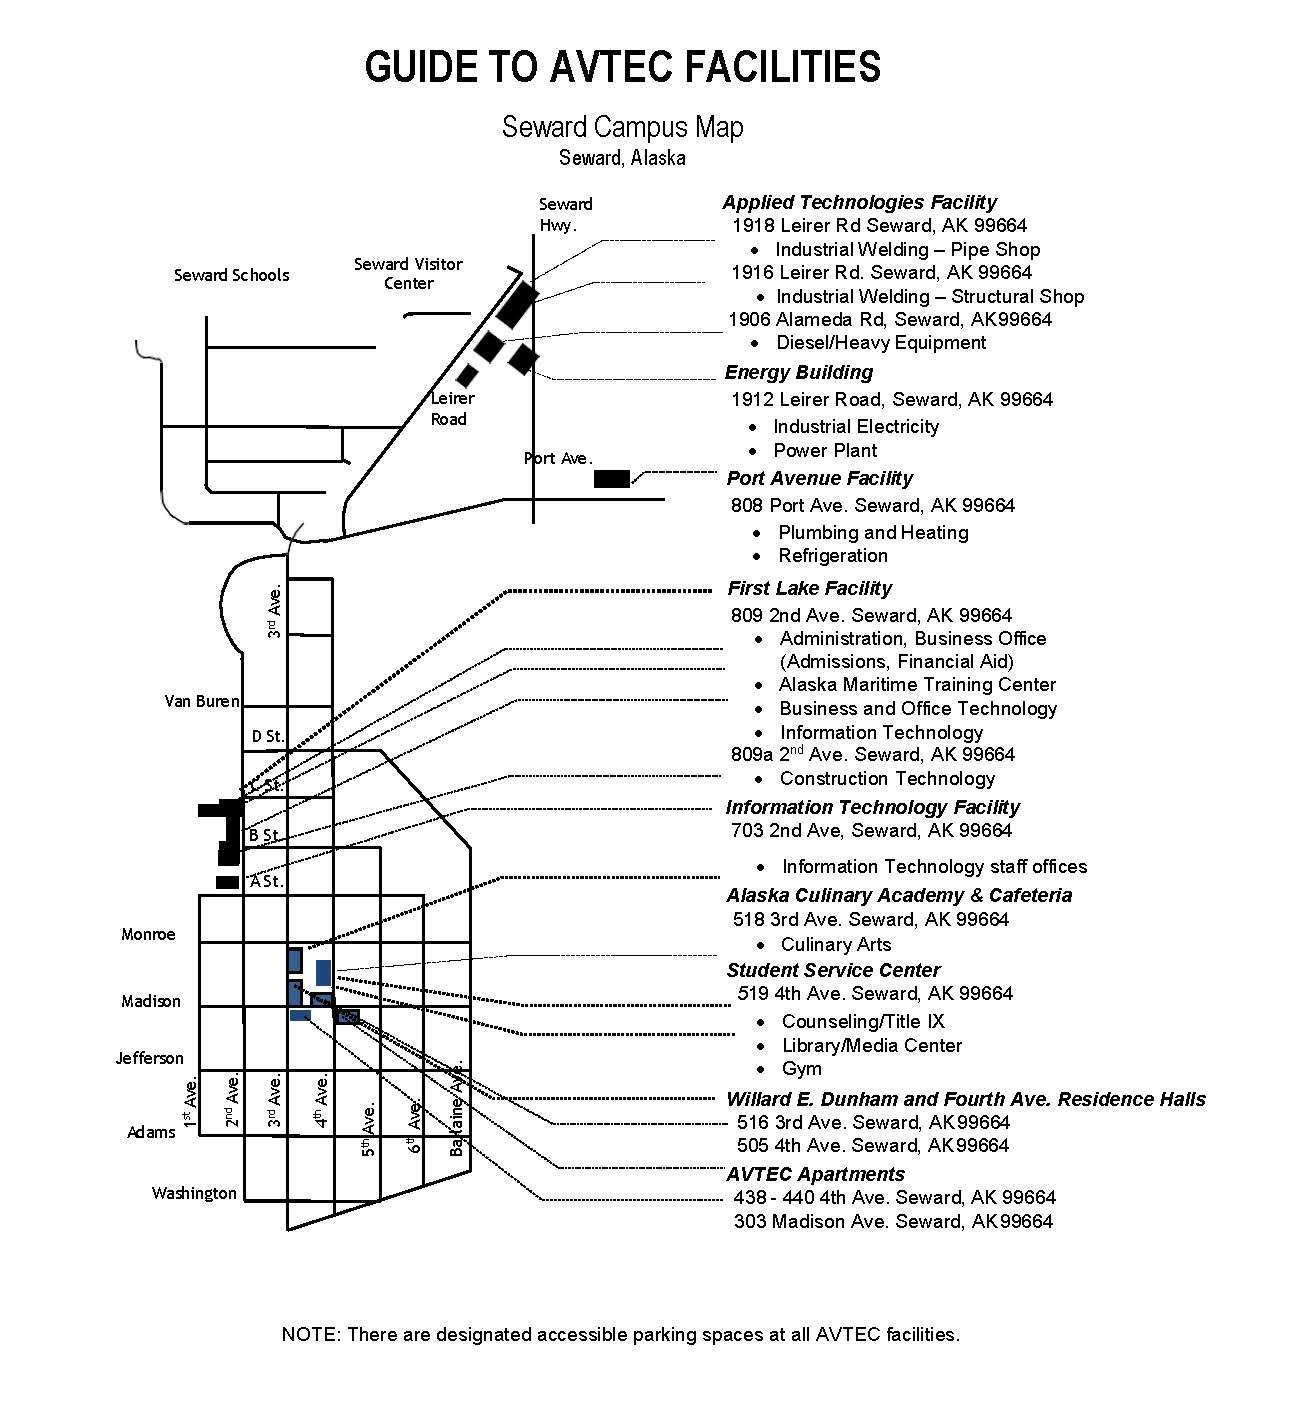 GUIDE TO AVTEC FACILITIES
Seward Campus Map
Seward, Alaska
Seward
Hwy.
Seward Schools
Seward Visitor
Center
Leirer
Road
Port Ave.
3rd Ave.
Van Buren
D St.
C St.
B St.
A St.
Monroe
Madison
Jefferson
Adams
Washington
1st Ave.
2nd Ave.
3rd Ave.
4th Ave.
5th Ave.
6th Ave.
Ballaine Ave.
Applied Technologies Facility
1918 Leirer Rd Seward, AK 99664
• Industrial Welding – Pipe Shop
1916 Leirer Rd. Seward, AK 99664
• Industrial Welding – Structural Shop
1906 Alameda Rd, Seward, AK99664
• Diesel/Heavy Equipment
Energy Building
1912 Leirer Road, Seward, AK 99664
• Industrial Electricity
• Power Plant
Port Avenue Facility
808 Port Ave. Seward, AK 99664
• Plumbing and Heating
• Refrigeration
First Lake Facility
809 2nd Ave. Seward, AK 99664
• Administration, Business Office
(Admissions, Financial Aid)
• Alaska Maritime Training Center
• Business and Office Technology
• Information Technology
809a 2nd Ave. Seward, AK 99664
• Construction Technology
Information Technology Facility
703 2nd Ave, Seward, AK 99664
• Information Technology staff offices
Alaska Culinary Academy & Cafeteria
518 3rd Ave. Seward, AK 99664
• Culinary Arts
Student Service Center
519 4th Ave. Seward, AK 99664
• Counseling/Title IX
• Library/Media Center
• Gym
Willard E. Dunham and Fourth Ave. Residence Halls
516 3rd Ave. Seward, AK99664
505 4th Ave. Seward, AK99664
AVTEC Apartments
438 - 440 4th Ave. Seward, AK 99664
303 Madison Ave. Seward, AK99664
NOTE: There are designated accessible parking spaces at all AVTEC facilities.